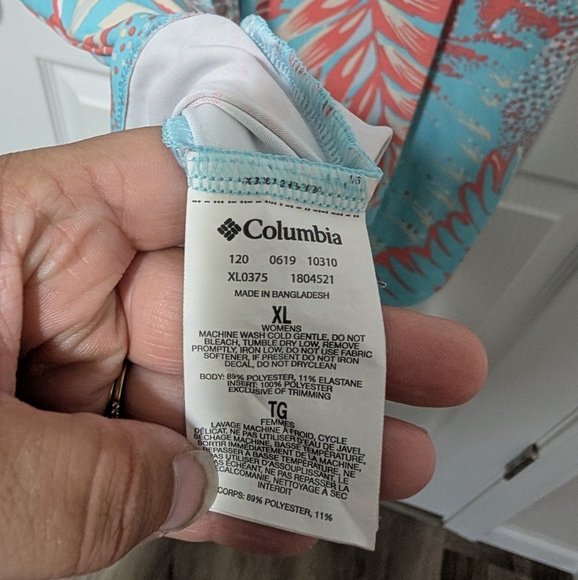 Columbia
120 0619 10310
XL0375 1804521
MADE IN BANGLADESH
XL
WOMENS
MACHINE WASH COLD GENTLE, DO NOT
BLEACH, TUMBLE DRY LOW, REMOVE
PROMPTLY, IRON LOW, DO NOT USE FABRIC
SOFTENER, IF PRESENT DO NOT IRON
DECAL, DO NOT DRYCLEAN
BODY: 89% POLYESTER, 11% ELASTANE
INSERT: 100% POLYESTER
EXCLUSIVE OF TRIMMING
TG
FEMMES
LAVAGE MACHINE À FROID, CYCLE
DÉLICAT, NE PAS UTILISER D'EAU DE JAVEL,
SÉCHAGE MACHINE, BASSE TEMPÉRATURE,
SORTIR IMMÉDIATEMENT DE LA MACHINE,
REPASSER À BASSE TEMPÉRATURE, NE
PAS UTILISER D'ASSOUPLISSANT, LE
CAS ÉCHÉANT, NE PAS REPASSER LA
DÉCALCOMANIE, NETTOYAGE À SEC
INTERDIT
CORPS: 89% POLYESTER, 11%